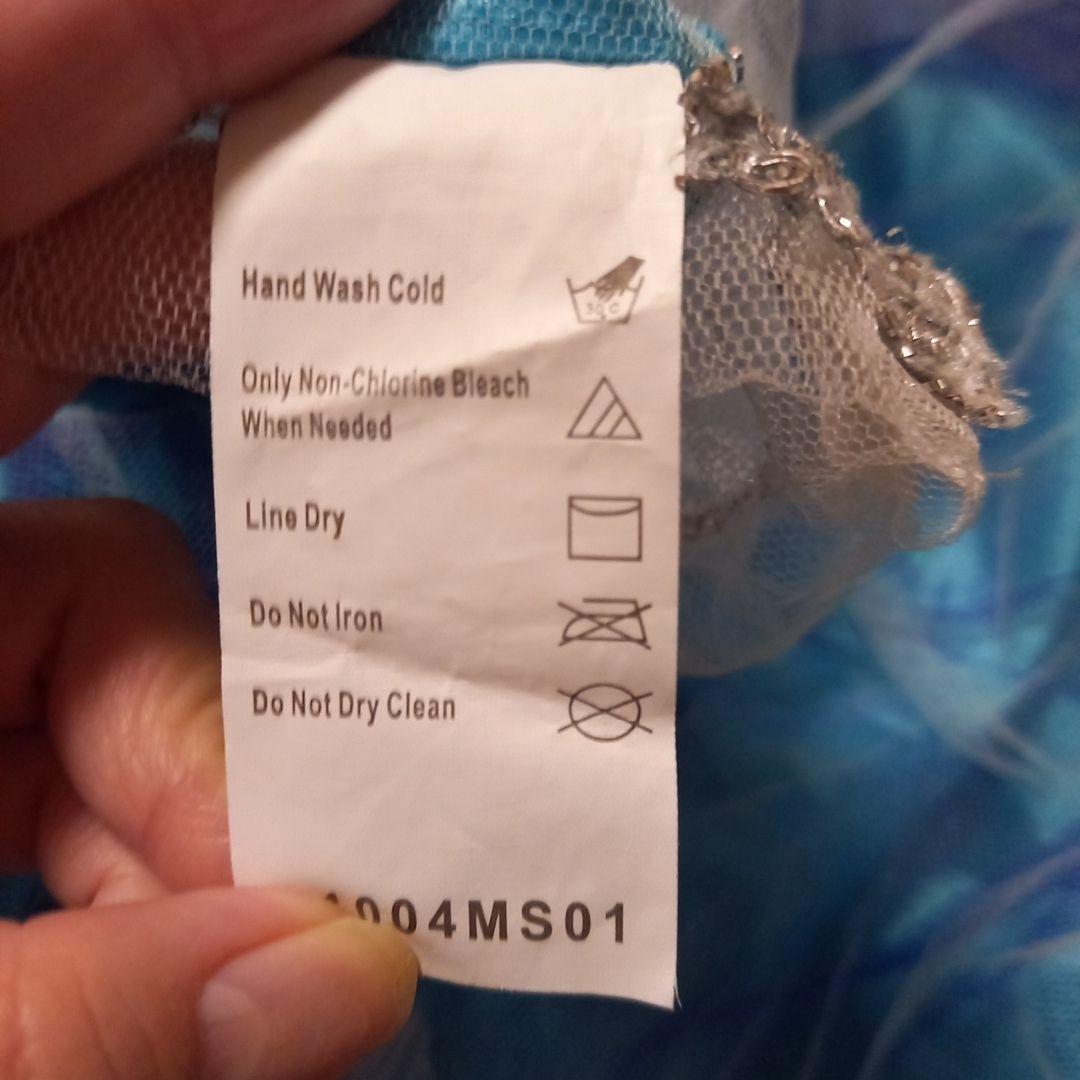 Hand Wash Cold
30 C
Only Non-Chlorine Bleach
When Needed
Line Dry
Do Not Iron
Do Not Dry Clean
004MS01